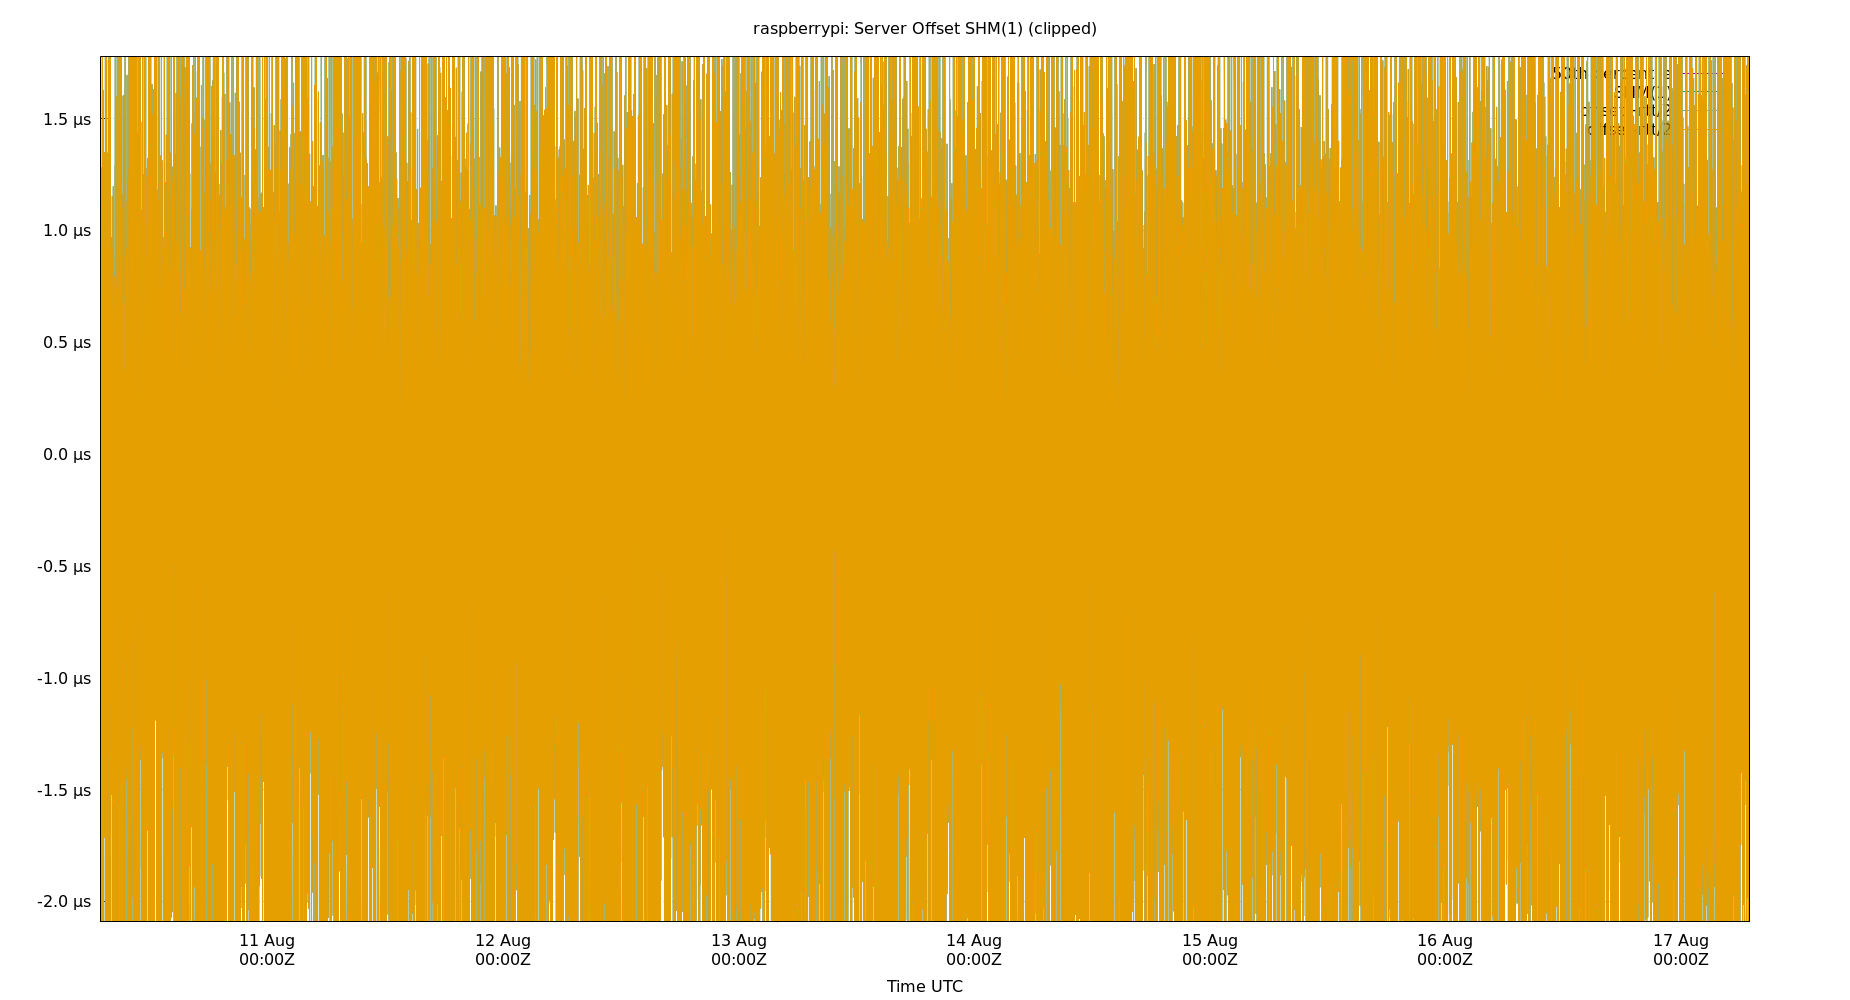 raspberrypi: Server Offset SHM(1) (clipped)
50th
SHM(1)
1.5 µs
1.0 µs
0.5 µs
0.0 µs
-0.5 µs
-1.0 µs
-1.5 µs
-2.0 µs
11 Aug 12 Aug 13 Aug 14 Aug 15 Aug 16 Aug 17 Aug
00:00Z 00:00Z 00:00Z 00:00Z 00:00Z 00:00Z 00:00Z
Time UTC